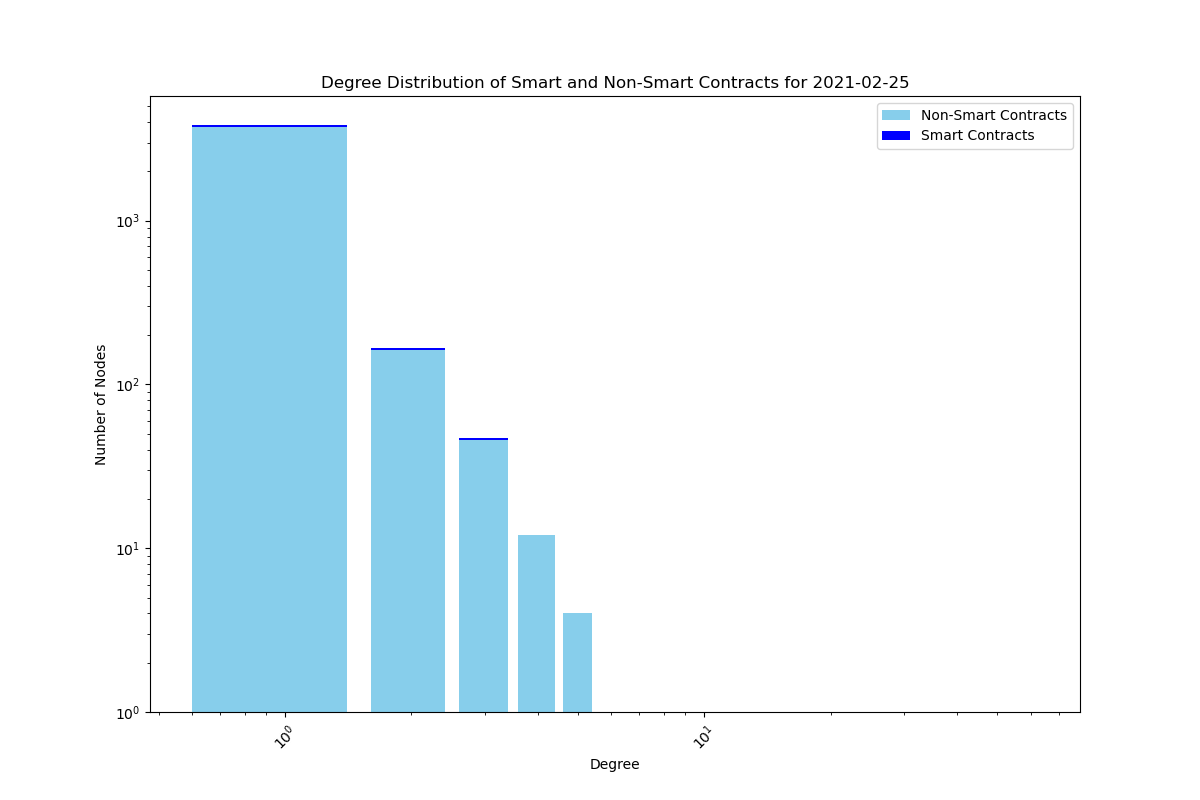 Degree Distribution of Smart and Non-Smart Contracts for 2021-02-25
Non-Smart Contracts
Smart Contracts
Number of Nodes
10³
10²
10¹
10⁰
10⁰ 10¹
Degree